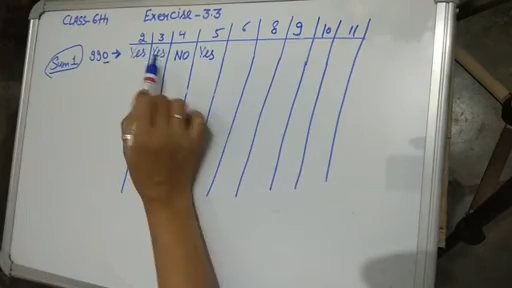 CLASS-6th Exercise-3.3
2 3 4 5 6 8 9 10 11
Sum 1 990 → Yes Yes NO Yes